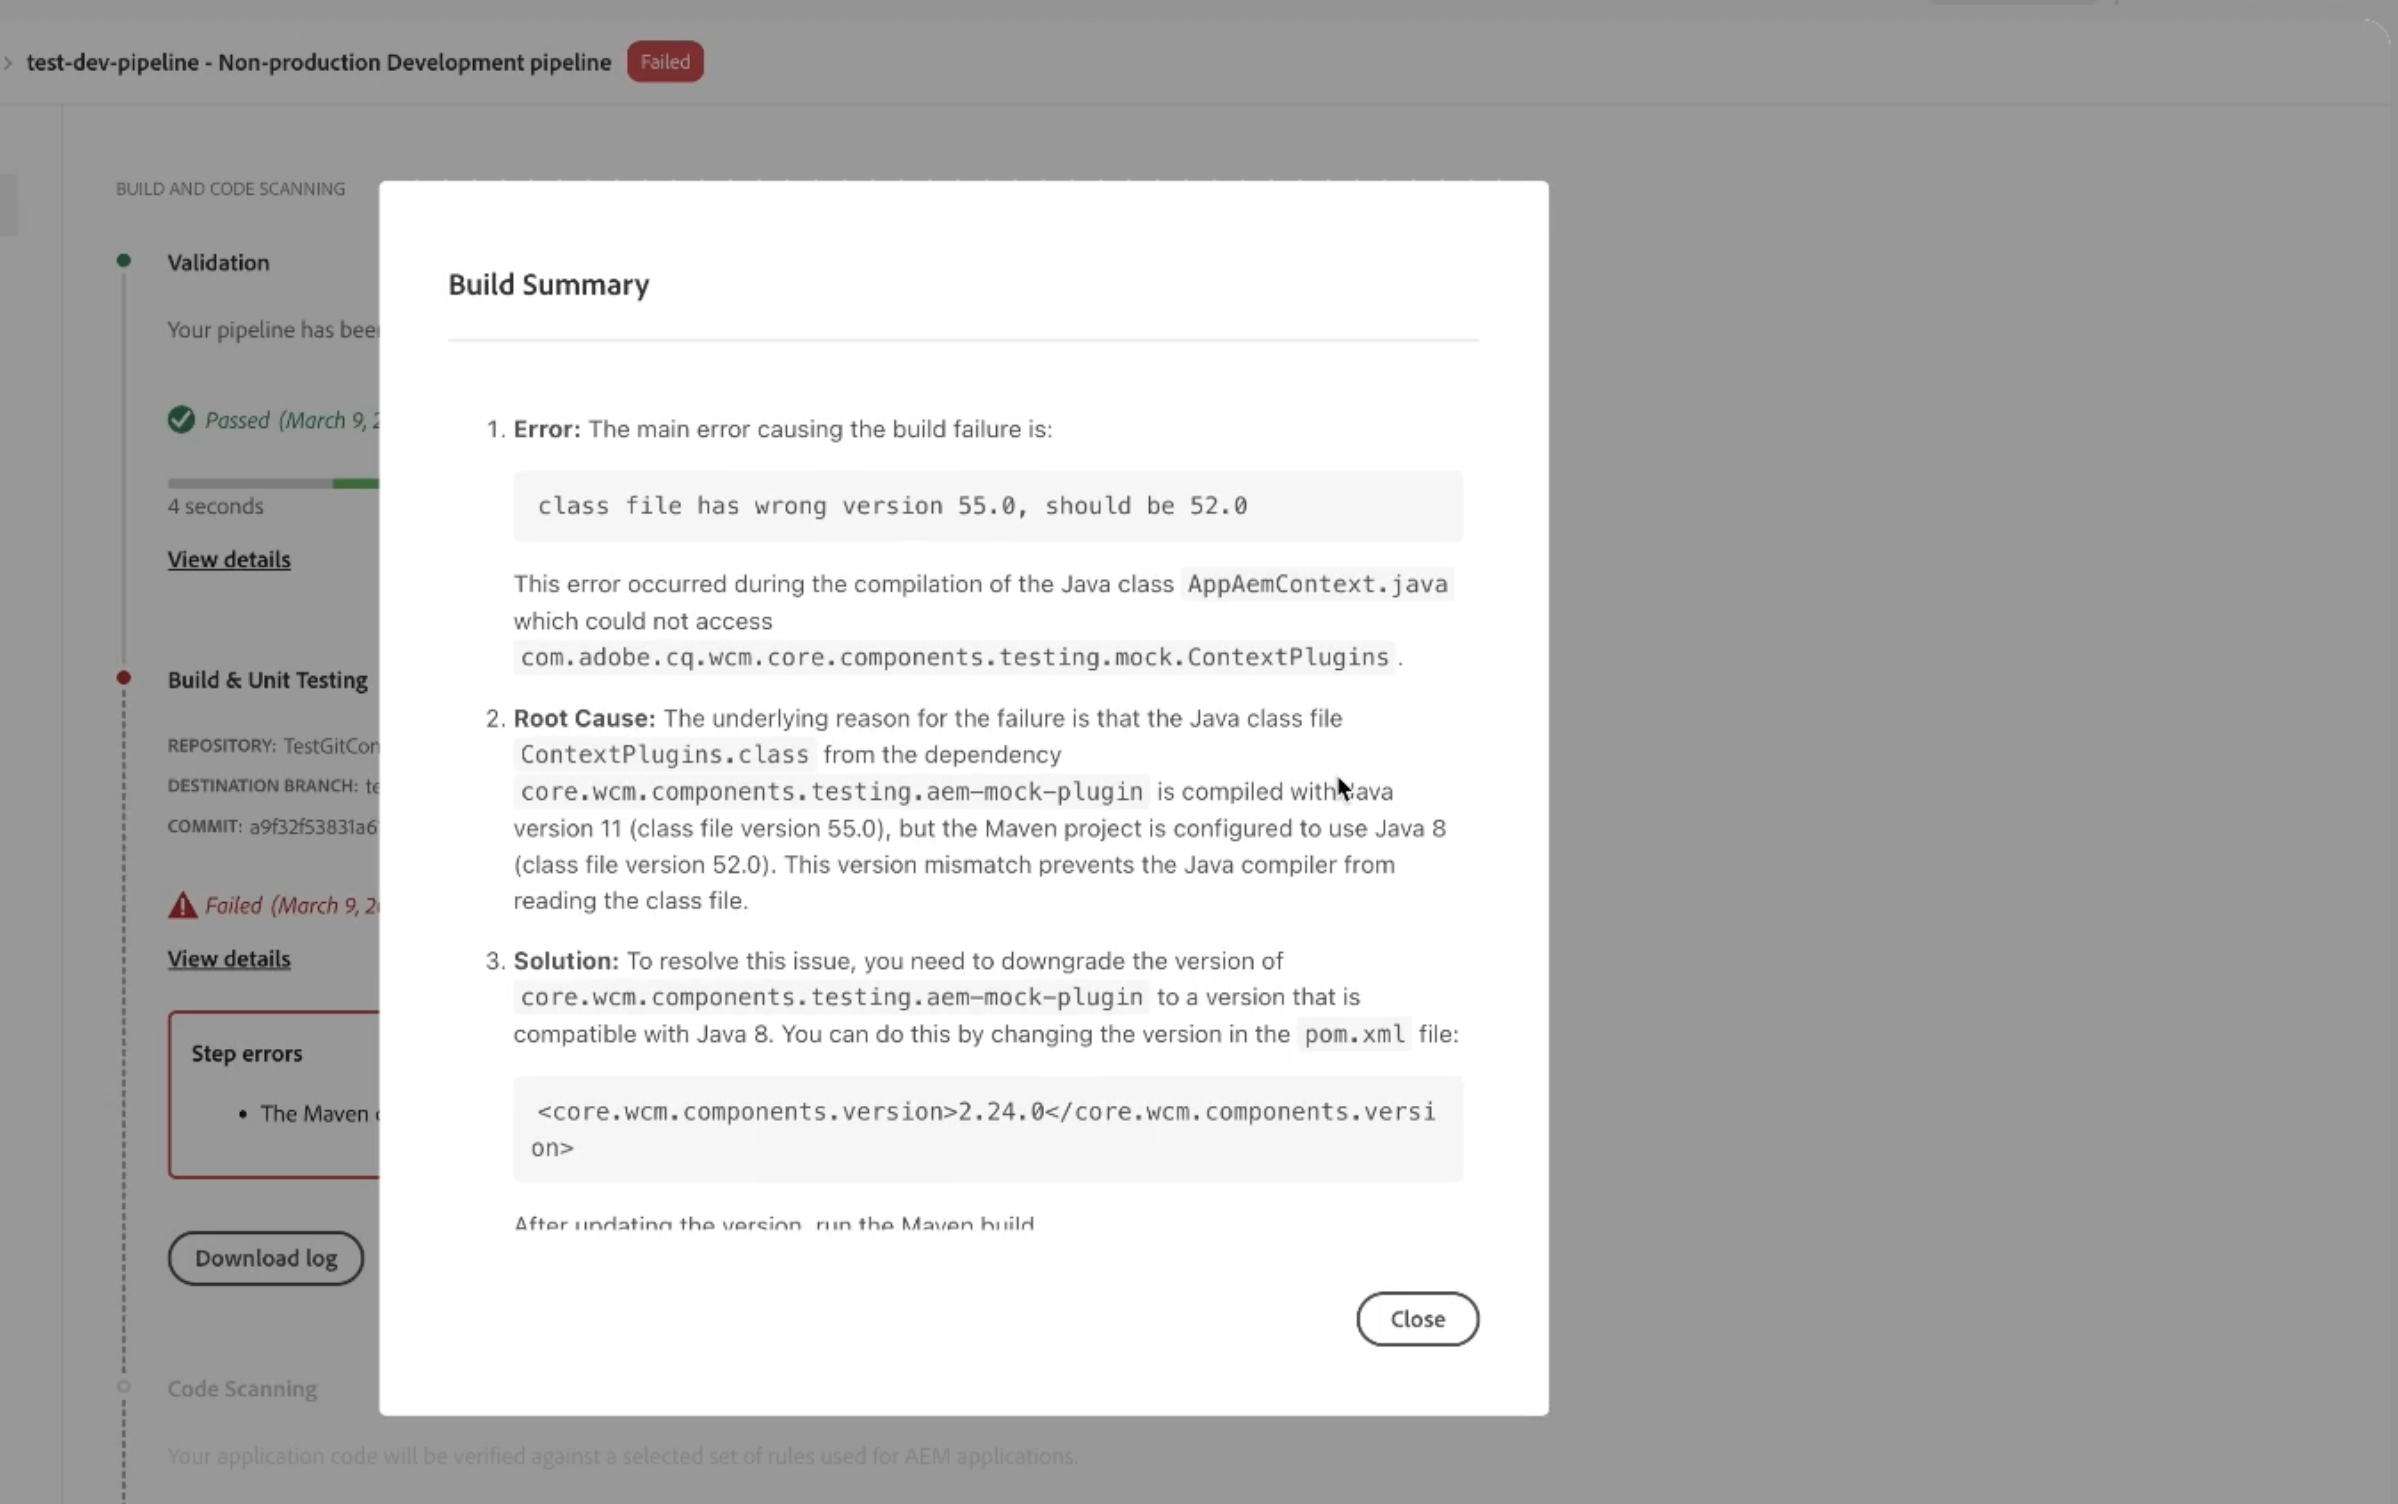 test-dev-pipeline - Non-production Development pipeline Failed
BUILD AND CODE SCANNING
Validation
Your pipeline has
Passed (March 9,
4 seconds
View details
Build & Unit Testing
REPOSITORY:
DESTINATION BRANCH:
COMMIT: a9f32f53831a6
Failed (March 9,
View details
Step errors
• The Maven
Download log
Code Scanning
Your application code will be verified against a selected set of rules used for AEM applications.
Build Summary
1. Error: The main error causing the build failure is:
class file has wrong version 55.0, should be 52.0
This error occurred during the compilation of the Java class AppAemContext.java
which could not access
com.adobe.cq.wcm.core.components.testing.mock.ContextPlugins.
2. Root Cause: The underlying reason for the failure is that the Java class file
ContextPlugins.class from the dependency
core.wcm.components.testing.aem-mock-plugin is compiled with Java
version 11 (class file version 55.0), but the Maven project is configured to use Java 8
(class file version 52.0). This version mismatch prevents the Java compiler from
reading the class file.
3. Solution: To resolve this issue, you need to downgrade the version of
core.wcm.components.testing.aem-mock-plugin to a version that is
compatible with Java 8. You can do this by changing the version in the pom.xml file:
<core.wcm.components.version>2.24.0</core.wcm.components.versi
on>
After updating the version, run the Maven build
Close